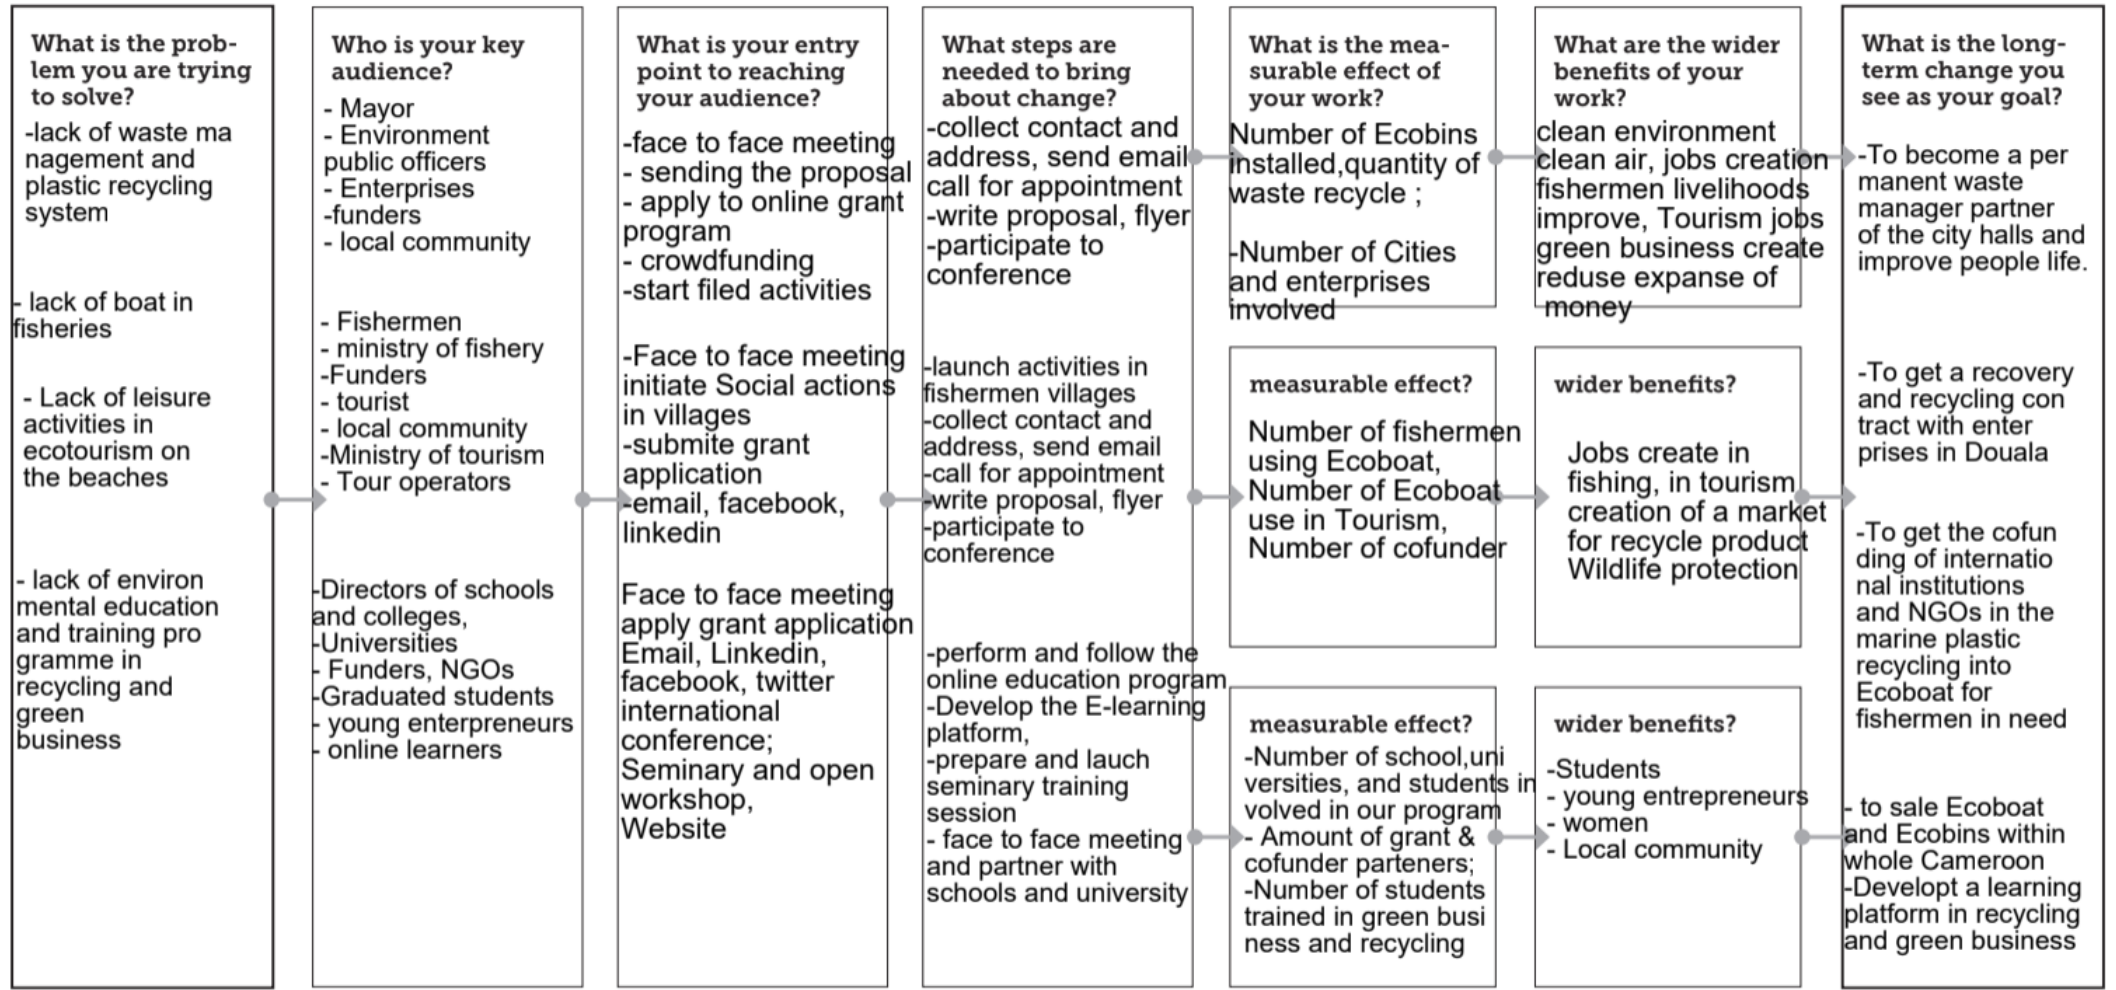 What is the prob-
lem you are trying
to solve?
-lack of waste ma
nagement and
plastic recycling
system
- lack of boat in
fisheries
- Lack of leisure
activities in
ecotourism on
the beaches
- lack of environ
mental education
and training pro
gramme in
recycling and
green
business
Who is your key
audience?
- Mayor
- Environment
public officers
- Enterprises
-funders
- local community
- Fishermen
- ministry of fishery
-Funders
- tourist
- local community
-Ministry of tourism
- Tour operators
-Directors of schools
and colleges,
-Universities
- Funders, NGOs
-Graduated students
- young enterpreneurs
- online learners
What is your entry
point to reaching
your audience?
-face to face meeting
- sending the proposal
- apply to online grant
program
- crowdfunding
-start filed activities
-Face to face meeting
initiate Social actions
in villages
-submite grant
application
-email, facebook,
linkedin
Face to face meeting
apply grant application
Email, Linkedin,
facebook, twitter
international
conference;
Seminary and open
workshop,
Website
What steps are
needed to bring
about change?
-collect contact and
address, send email
call for appointment
-write proposal, flyer
-participate to
conference
-launch activities in
fishermen villages
-collect contact and
address, send email
-call for appointment
-write proposal, flyer
-participate to
conference
-perform and follow the
online education program
-Develop the E-learning
platform,
-prepare and lauch
seminary training
session
- face to face meeting
and partner with
schools and university
What is the mea-
surable effect of
your work?
Number of Ecobins
installed,quantity of
waste recycle ;
-Number of Cities
and enterprises
involved
measurable effect?
Number of fishermen
using Ecoboat,
Number of Ecoboat
use in Tourism,
Number of cofunder
measurable effect?
-Number of school,uni
versities, and students in
volved in our program
- Amount of grant &
cofunder parteners;
-Number of students
trained in green busi
ness and recycling
What are the wider
benefits of your
work?
clean environment
clean air, jobs creation
fishermen livelihoods
improve, Tourism jobs
green business create
reduse expanse of
money
wider benefits?
Jobs create in
fishing, in tourism
creation of a market
for recycle product
Wildlife protection
wider benefits?
-Students
- young entrepreneurs
- women
- Local community
What is the long-
term change you
see as your goal?
-To become a per
manent waste
manager partner
of the city halls and
improve people life.
-To get a recovery
and recycling con
tract with enter
prises in Douala
-To get the cofun
ding of internatio
nal institutions
and NGOs in the
marine plastic
recycling into
Ecoboat for
fishermen in need
- to sale Ecoboat
and Ecobins within
whole Cameroon
-Developt a learning
platform in recycling
and green business